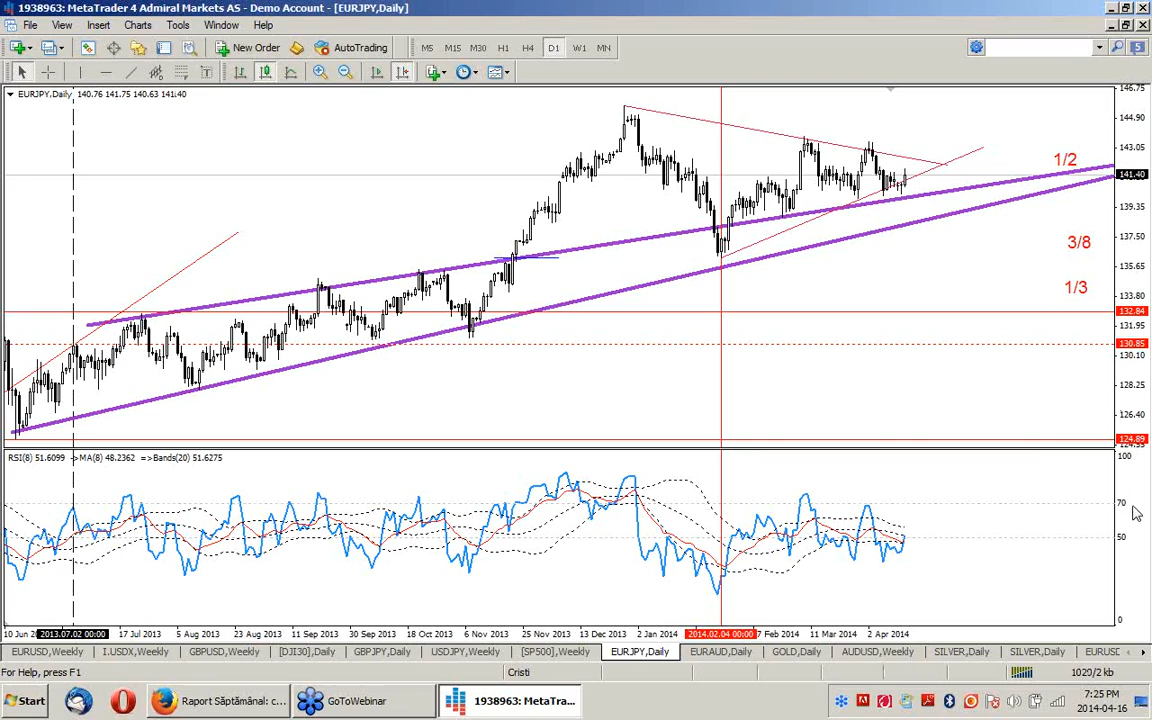 1938963: MetaTrader 4 Admiral Markets AS - Demo Account - [EURJPY,Daily]
File View Insert Charts Tools Window Help
New Order AutoTrading M5 M15 M30 H1 H4 D1 W1 MN 5
EURJPY,Daily 140.76 141.75 140.63 141.40
146.75
144.90
143.05
1/2
141.40
139.35
3/8
137.50
135.65
1/3
133.80
132.84
131.95
130.85
130.10
128.25
126.40
124.89
RSI(8) 51.6099 ->MA(8) 48.2362 =>Bands(20) 51.6275
100
70
50
0
10 Jun 2013.07.02 00:00 17 Jul 2013 5 Aug 2013 23 Aug 2013 11 Sep 2013 30 Sep 2013 18 Oct 2013 6 Nov 2013 25 Nov 2013 13 Dec 2013 2 Jan 2014 2014.02.04 00:00 7 Feb 2014 11 Mar 2014 2 Apr 2014
EURUSD,Weekly I.USDX,Weekly GBPUSD,Weekly [DJI30],Daily GBPJPY,Daily USDJPY,Weekly [SP500],Weekly EURJPY,Daily EURAUD,Daily GOLD,Daily AUDUSD,Weekly SILVER,Daily SILVER,Daily EURUSI
For Help, press F1 Cristi 1020/2 kb
Start Raport Săptămânal: c... GoToWebinar 1938963: MetaTra... 7:25 PM
2014-04-16